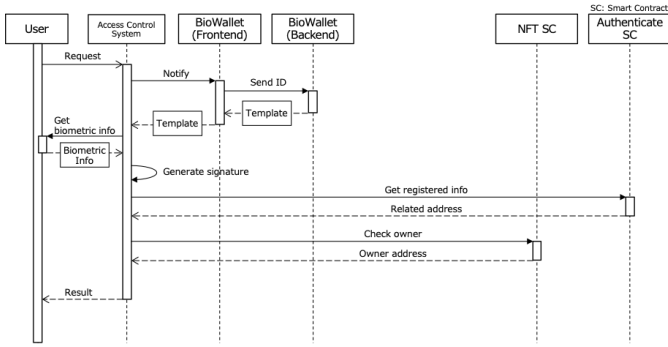 SC: Smart Contract
User
Access Control
System
BioWallet
(Frontend)
BioWallet
(Backend)
NFT SC
Authenticate
SC
Request
Notify
Send ID
Template
Template
Get
biometric info
Biometric
Info
Generate signature
Get registered info
Related address
Check owner
Owner address
Result